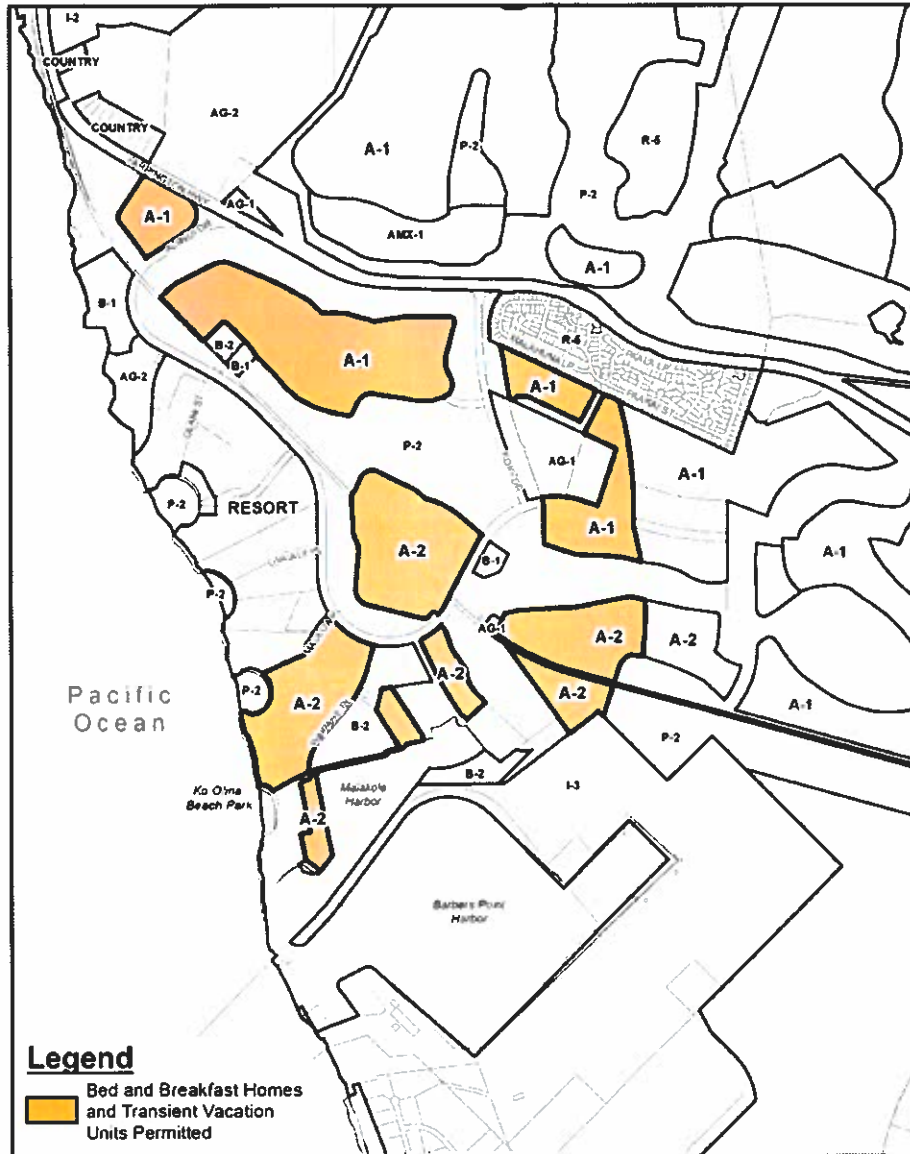 I-2
COUNTRY
COUNTRY
AG-2
A-1
P-2
R-5
P-2
AG-1
A-1
AMX-1
A-1
B-1
B-2
B-1
A-1
R-5
A-1
AG-2
P-2
AG-1
A-1
P-2
RESORT
A-2
A-1
A-1
B-1
P-2
AG-1
A-2
A-2
A-2
A-2
P-2
A-2
B-2
A-1
P-2
Pacific
Ocean
B-2
I-3
Ko Olina
Beach Park
Malakole
Harbor
A-2
Barbers Point
Harbor
Legend
Bed and Breakfast Homes
and Transient Vacation
Units Permitted